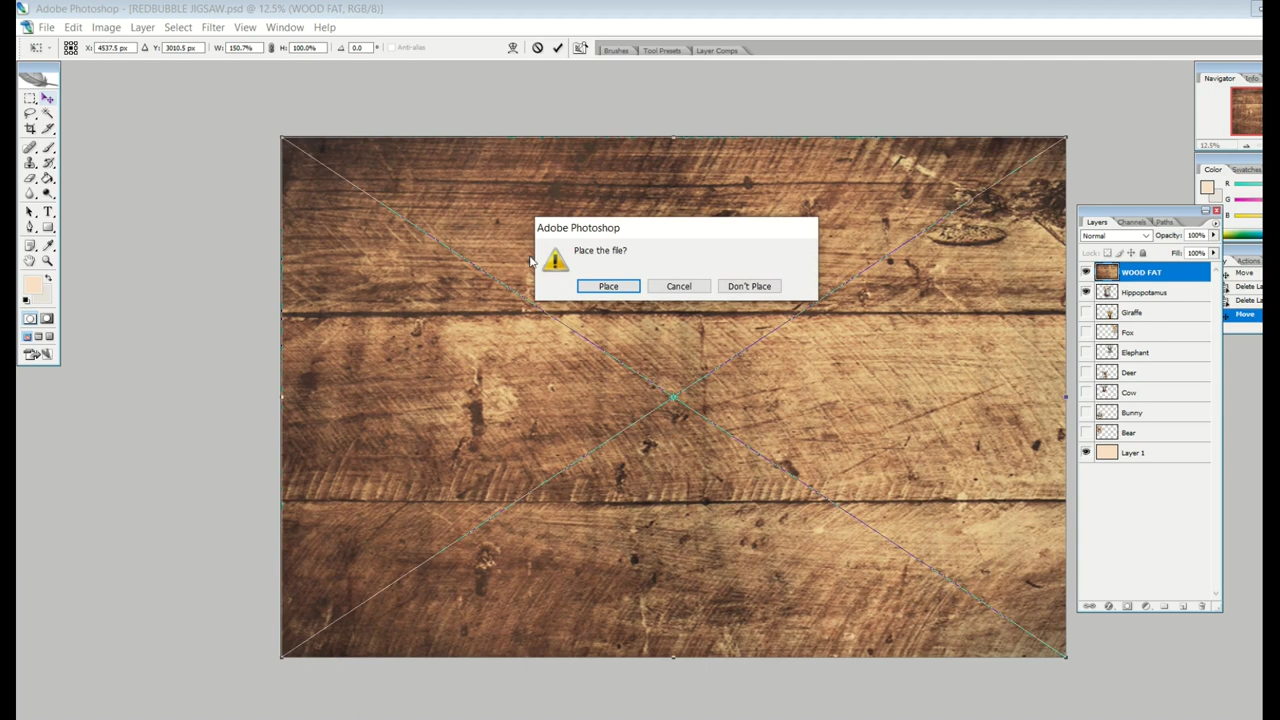 Adobe Photoshop - [REDBUBBLE JIGSAW.psd @ 12.5% (WOOD FAT, RGB/8)]
File Edit Image Layer Select Filter View Window Help
X: 4537.5 px Y: 3010.5 px W: 150.7% H: 100.0% 0.0 ° Anti-alias Brushes Tool Presets Layer Comps
Navigator Info
12.5%
Color Swatches
R
G
B
Adobe Photoshop
Place the file?
Place Cancel Don't Place
Layers Channels Paths
Normal Opacity: 100%
Lock: Fill: 100%
WOOD FAT
Hippopotamus
Giraffe
Fox
Elephant
Deer
Cow
Bunny
Bear
Layer 1
Actions
Move
Delete La
Delete La
Move
T